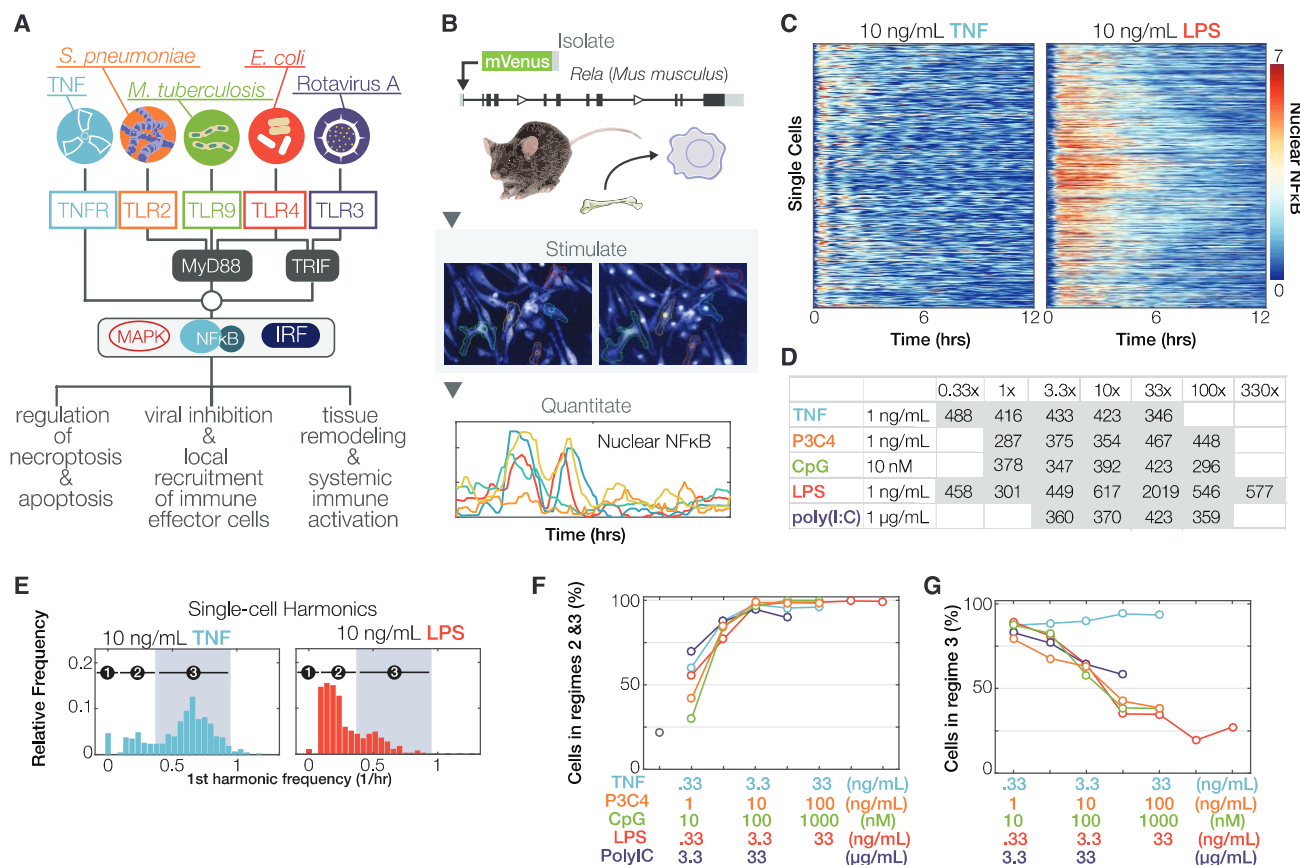 A
S. pneumoniae
E. coli
TNF
M. tuberculosis
Rotavirus A
TNFR
TLR2
TLR9
TLR4
TLR3
MyD88
TRIF
MAPK
NFκB
IRF
regulation
of
necroptosis
&
apoptosis
viral inhibition
&
local
recruitment
of immune
effector cells
tissue
remodeling
&
systemic
immune
activation
B
Isolate
mVenus
Rela (Mus musculus)
Stimulate
Quantitate
Nuclear NFκB
Time (hrs)
C
10 ng/mL TNF
10 ng/mL LPS
Single Cells
7
Nuclear NFκB
0
0 6 12
0 6 12
Time (hrs)
Time (hrs)
D
0.33x 1x 3.3x 10x 33x 100x 330x
TNF 1 ng/mL 488 416 433 423 346
P3C4 1 ng/mL 287 375 354 467 448
CpG 10 nM 378 347 392 423 296
LPS 1 ng/mL 458 301 449 617 2019 546 577
poly(I:C) 1 μg/mL 360 370 423 359
E
Single-cell Harmonics
10 ng/mL TNF
10 ng/mL LPS
Relative Frequency
0.2
0.1
0
1 2 3
1 2 3
0 0.5 1
0 0.5 1
1st harmonic frequency (1/hr)
F
Cells in regimes 2 &3 (%)
100
50
0
TNF .33 3.3 33 (ng/mL)
P3C4 1 10 100 (ng/mL)
CpG 10 100 1000 (nM)
LPS .33 3.3 33 (ng/mL)
PolyIC 3.3 33 (μg/mL)
G
Cells in regime 3 (%)
100
50
0
.33 3.3 33 (ng/mL)
1 10 100 (ng/mL)
10 100 1000 (nM)
.33 3.3 33 (ng/mL)
3.3 33 (μg/mL)